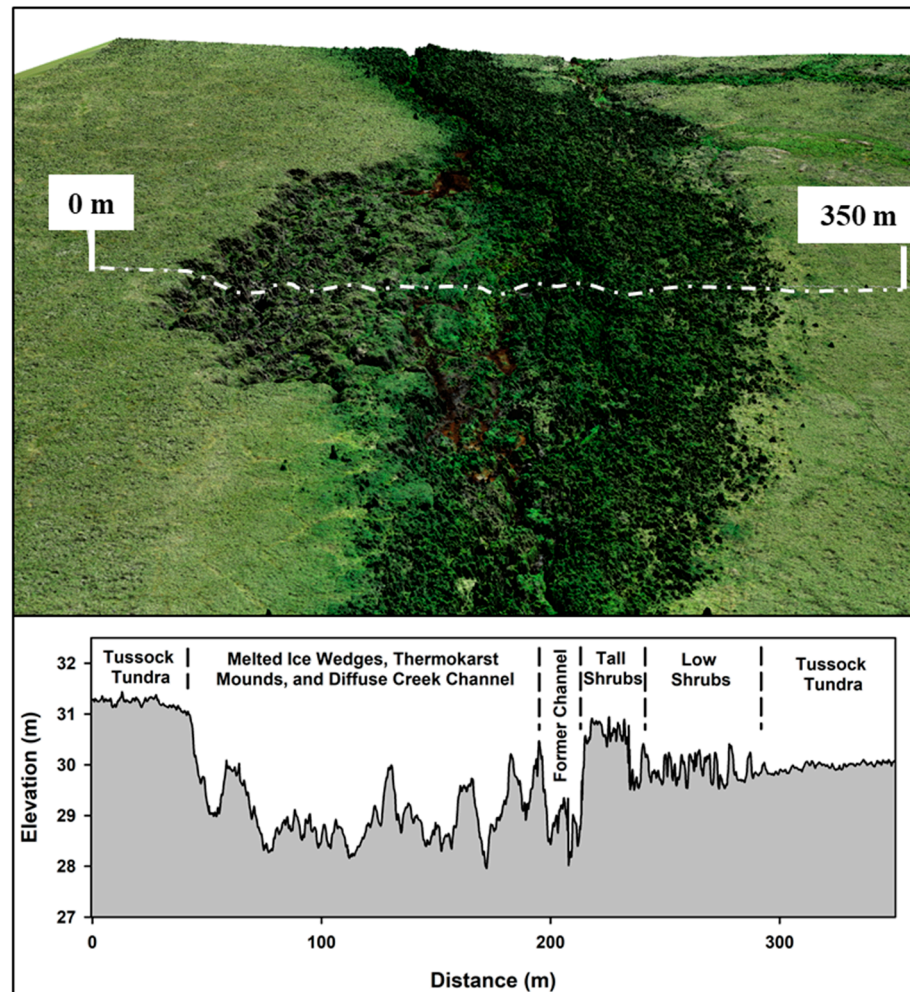 0 m
350 m
Tussock
Tundra
Melted Ice Wedges, Thermokarst
Mounds, and Diffuse Creek Channel
Former Channel
Tall
Shrubs
Low
Shrubs
Tussock
Tundra
Elevation (m)
32
31
30
29
28
27
0
100
200
300
Distance (m)